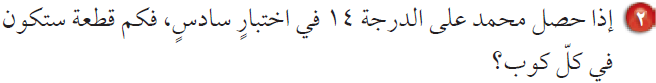 ٢ إذا حصل محمد على الدرجة ١٤ في اختبارٍ سادسٍ، فكم قطعة ستكون
في كلّ كوب؟